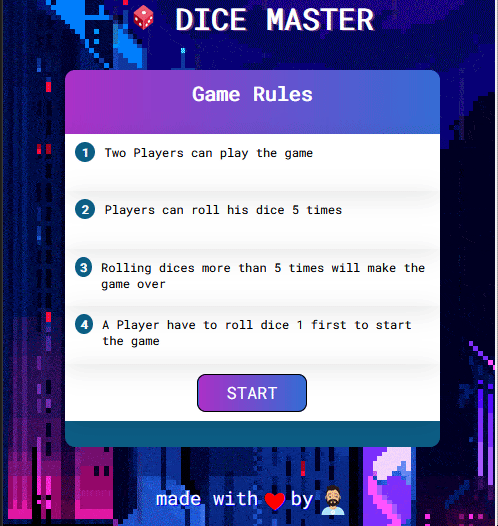 DICE MASTER
Game Rules
1 Two Players can play the game
2 Players can roll his dice 5 times
3 Rolling dices more than 5 times will make the
game over
4 A Player have to roll dice 1 first to start
the game
START
made with by